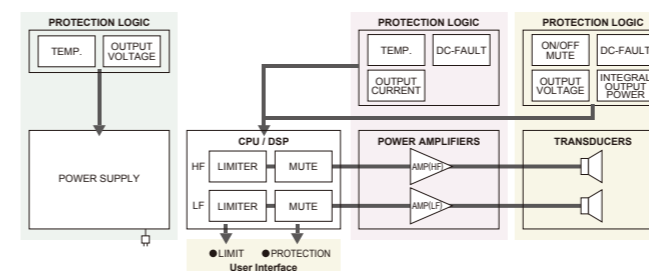 PROTECTION LOGIC
TEMP.
OUTPUT
VOLTAGE
POWER SUPPLY
PROTECTION LOGIC
TEMP.
DC-FAULT
OUTPUT
CURRENT
PROTECTION LOGIC
ON/OFF
MUTE
DC-FAULT
OUTPUT
VOLTAGE
INTEGRAL
OUTPUT
POWER
CPU / DSP
HF
LIMITER
MUTE
LF
LIMITER
MUTE
POWER AMPLIFIERS
AMP(HF)
AMP(LF)
TRANSDUCERS
●LIMIT
●PROTECTION
User Interface